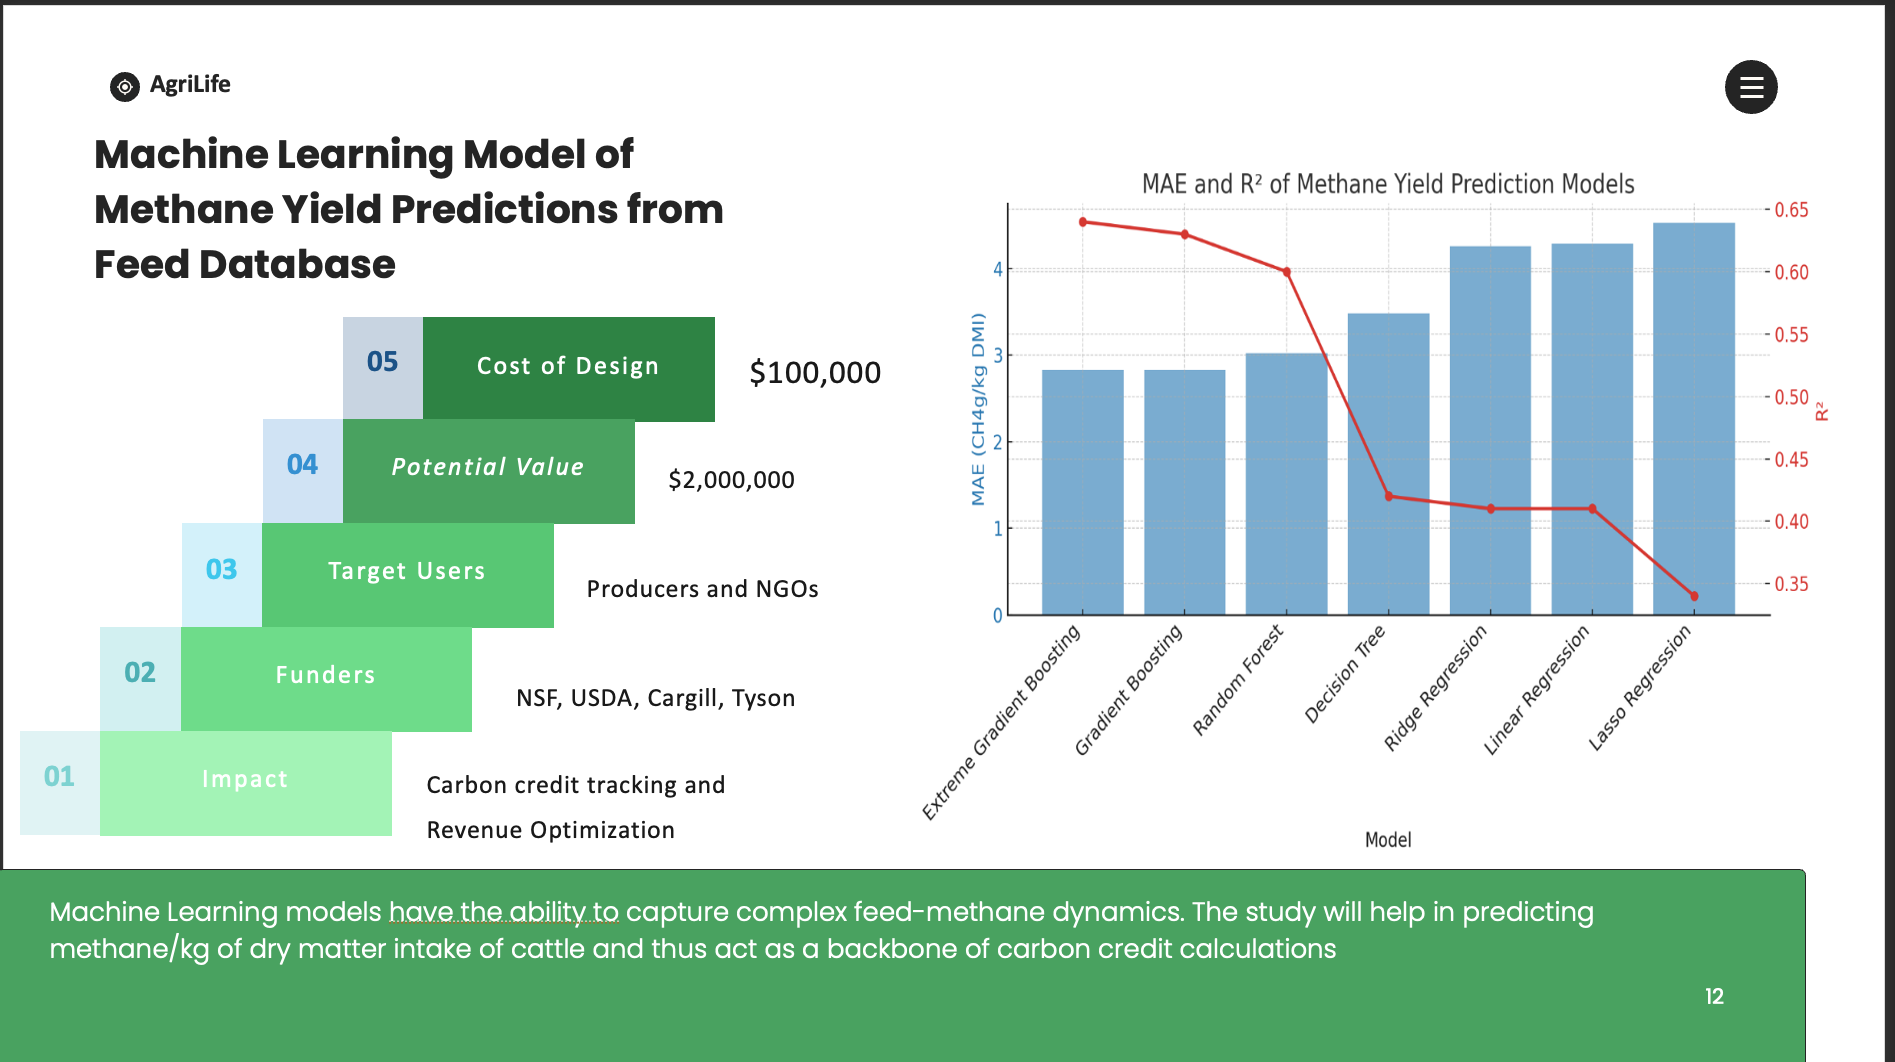 AgriLife
Machine Learning Model of
Methane Yield Predictions from
Feed Database
05
Cost of Design
$100,000
04
Potential Value
$2,000,000
03
Target Users
Producers and NGOs
02
Funders
NSF, USDA, Cargill, Tyson
01
Impact
Carbon credit tracking and
Revenue Optimization
MAE and R² of Methane Yield Prediction Models
MAE (CH4g/kg DMI)
4
3
2
1
0
0.65
0.60
0.55
0.50
0.45
0.40
0.35
R²
Extreme Gradient Boosting
Gradient Boosting
Random Forest
Decision Tree
Ridge Regression
Linear Regression
Lasso Regression
Model
Machine Learning models have the ability to capture complex feed-methane dynamics. The study will help in predicting
methane/kg of dry matter intake of cattle and thus act as a backbone of carbon credit calculations
12